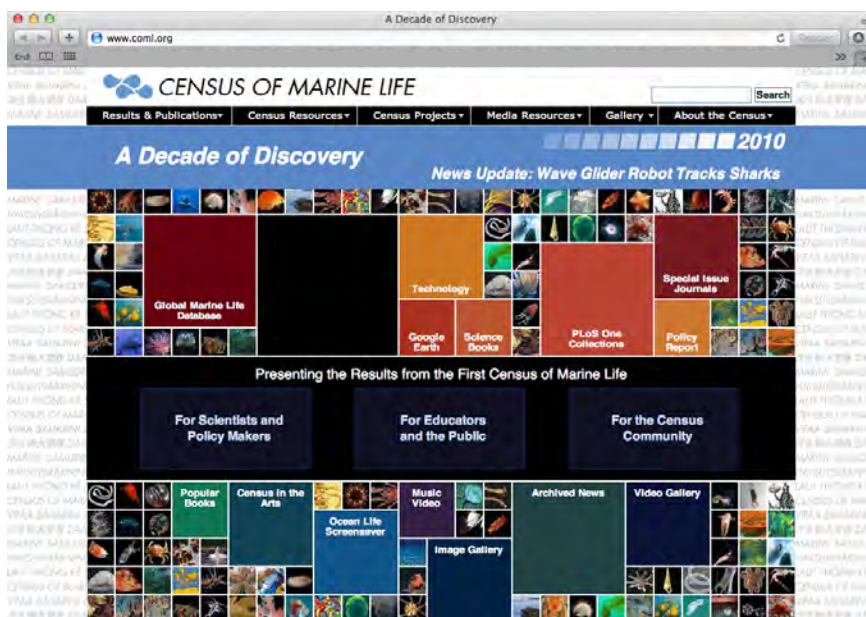 A Decade of Discovery
www.coml.org
CENSUS OF MARINE LIFE
Search
Results & Publications
Census Resources
Census Projects
Media Resources
Gallery
About the Census
A Decade of Discovery
2010
News Update: Wave Glider Robot Tracks Sharks
Global Marine Life
Database
Technology
Google
Earth
Science
Books
PLoS One
Collections
Special Issue
Journals
Policy
Report
Presenting the Results from the First Census of Marine Life
For Scientists and
Policy Makers
For Educators
and the Public
For the Census
Community
Popular
Books
Census in the
Arts
Ocean Life
Screensaver
Music
Video
Image Gallery
Archived News
Video Gallery